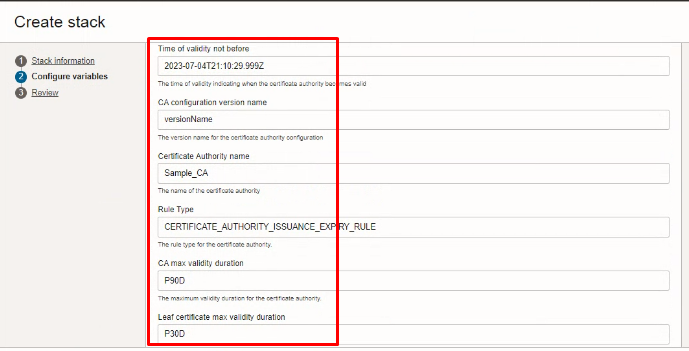 Create stack
1 Stack information
2 Configure variables
3 Review
Time of validity not before
2023-07-04T21:10:29.999Z
The time of validity indicating when the certificate authority becomes valid
CA configuration version name
versionName
The version name for the certificate authority configuration
Certificate Authority name
Sample_CA
The name of the certificate authority
Rule Type
CERTIFICATE_AUTHORITY_ISSUANCE_EXPIRY_RULE
The rule type for the certificate authority.
CA max validity duration
P90D
The maximum validity duration for the certificate authority.
Leaf certificate max validity duration
P30D